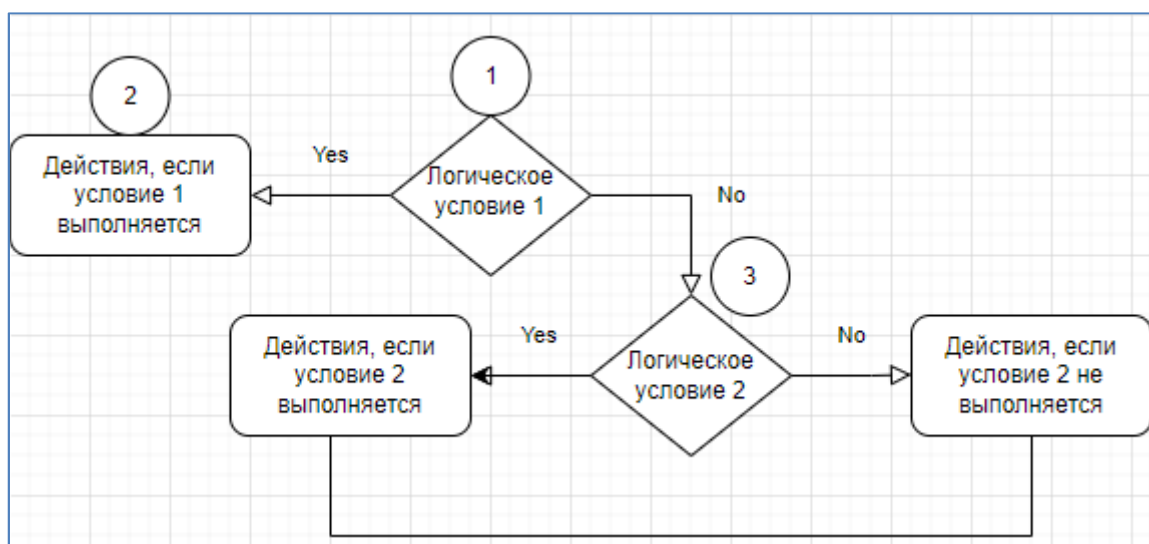 1
2
Действия, если
условие 1
выполняется
Yes
Логическое
условие 1
No
3
Действия, если
условие 2
выполняется
Yes
Логическое
условие 2
No
Действия, если
условие 2 не
выполняется